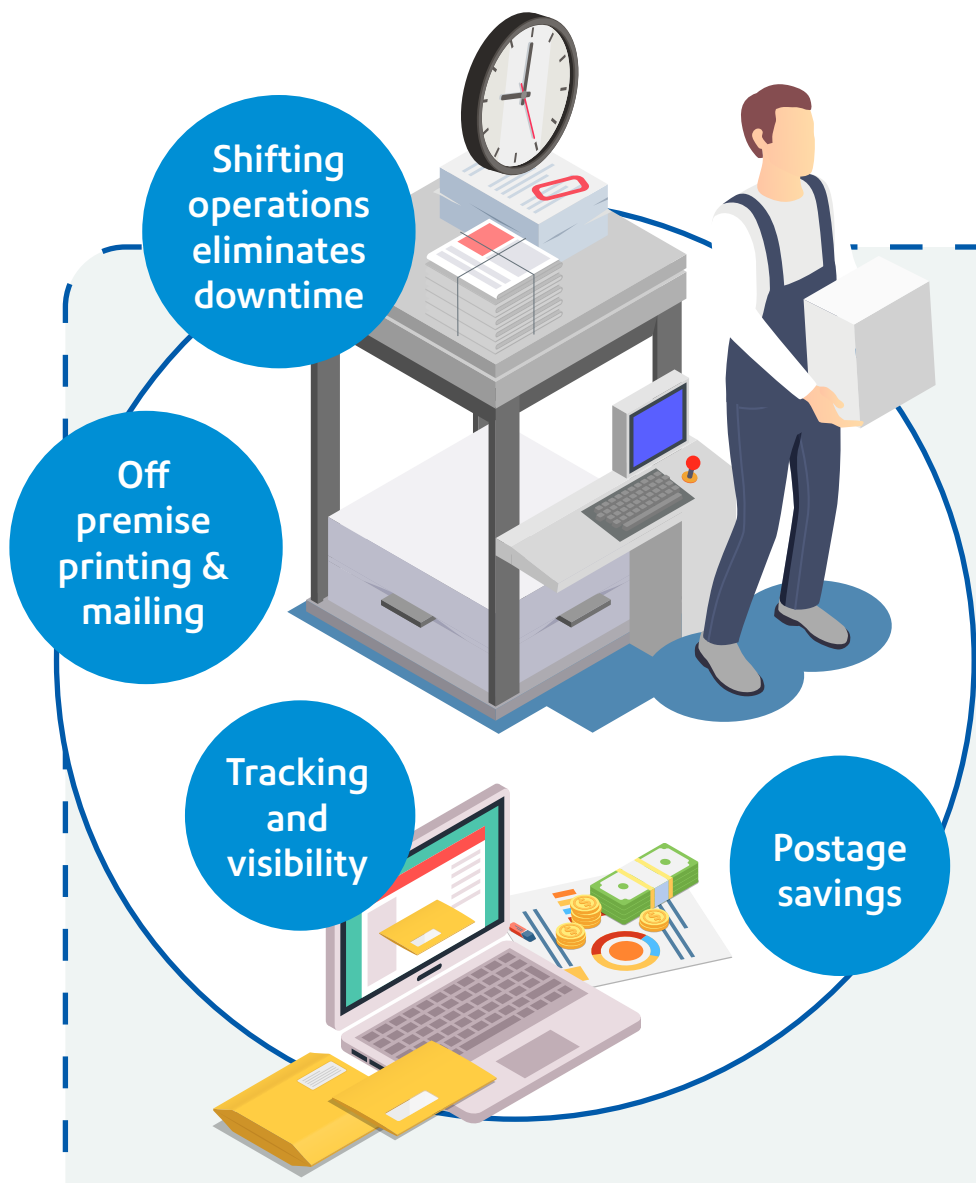 Shifting
operations
eliminates
downtime
Off
premise
printing &
mailing
Tracking
and
visibility
Postage
savings